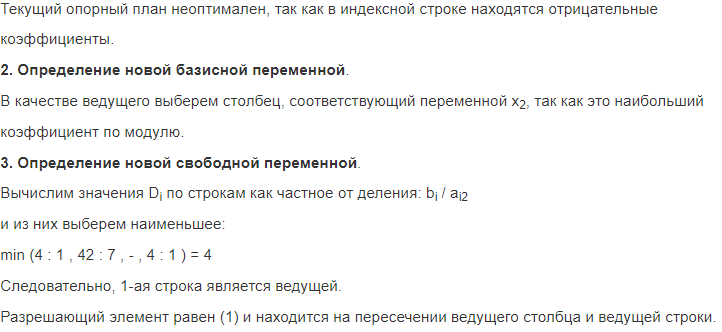 Текущий опорный план неоптимален, так как в индексной строке находятся отрицательные
коэффициенты.
2. Определение новой базисной переменной.
В качестве ведущего выберем столбец, соответствующий переменной x2, так как это наибольший
коэффициент по модулю.
3. Определение новой свободной переменной.
Вычислим значения Di по строкам как частное от деления: bi / ai2
и из них выберем наименьшее:
min (4 : 1 , 42 : 7 , - , 4 : 1 ) = 4
Следовательно, 1-ая строка является ведущей.
Разрешающий элемент равен (1) и находится на пересечении ведущего столбца и ведущей строки.